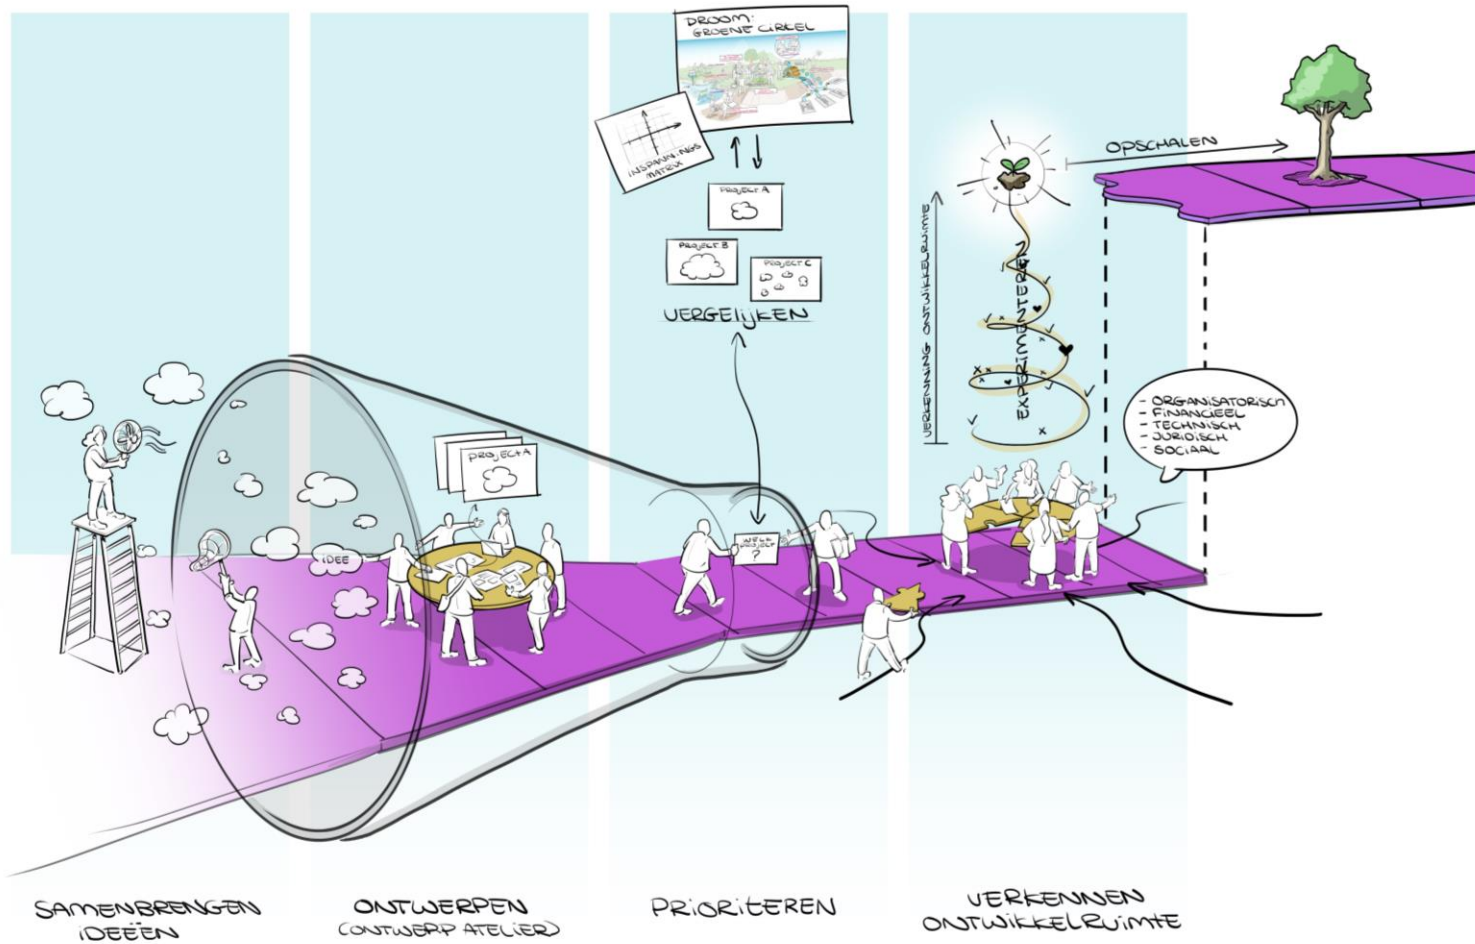 DROOM:
GROENE CIRKEL
INSPANNINGS
MATRIX
PROJECT A
PROJECT B
PROJECT C
VERGELIJKEN
OPSCHALEN
VERKENNING ONTWIKKELRUIMTE
EXPERIMENTEREN
- ORGANISATORISCH
- FINANCIEEL
- TECHNISCH
- JURIDISCH
- SOCIAAL
PROJECT A
IDEE
WELK
PROJECT
?
SAMENBRENGEN
IDEEËN
ONTWERPEN
(ONTWERP ATELIER)
PRIORITEREN
VERKENNEN
ONTWIKKELRUIMTE